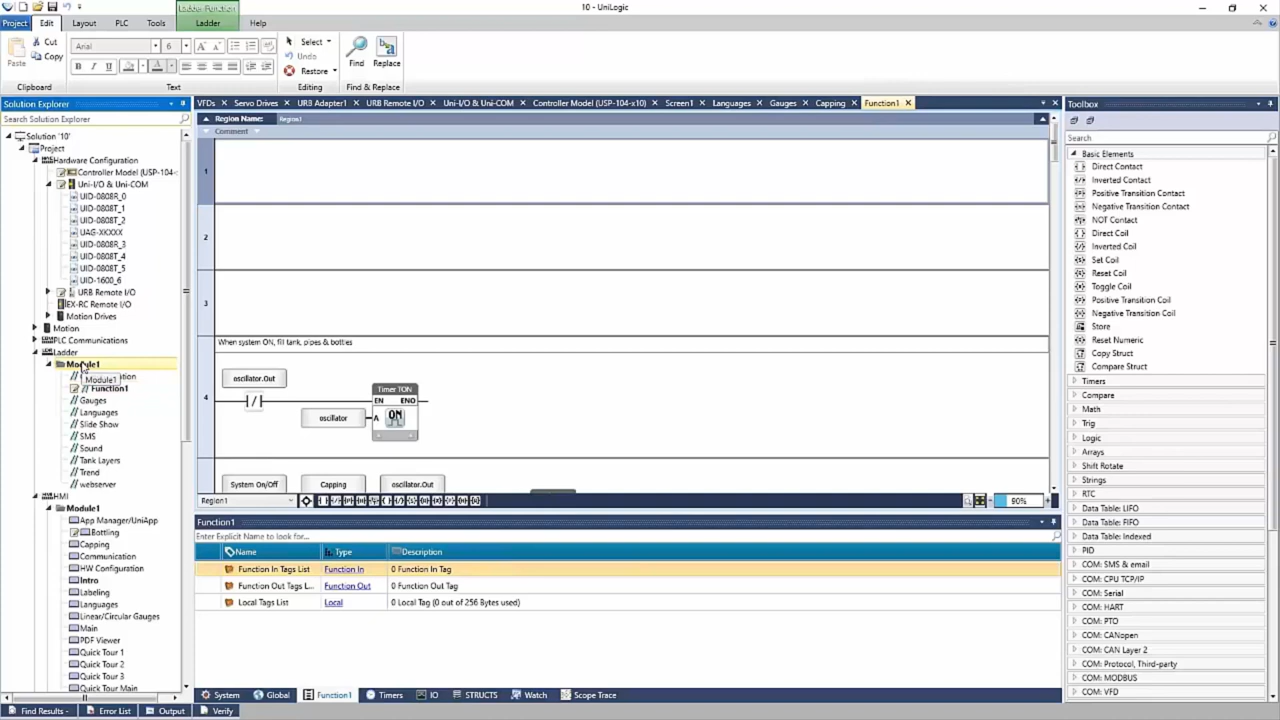 10 - UniLogic
Ladder Function
Project Edit Layout PLC Tools Ladder Help
Paste
Cut
Copy
Clipboard
Arial 6
Text
Select
Undo
Restore
Editing
Find Replace
Find & Replace
Solution Explorer
Search Solution Explorer
Solution '10'
Project
Hardware Configuration
Controller Model (USP-104-
Uni-I/O & Uni-COM
UID-0808R_0
UID-0808T_1
UID-0808T_2
UAG-XKXXX
UID-0808R_3
UID-0808T_4
UID-0808T_5
UID-1600_6
URB Remote I/O
EX-RC Remote I/O
Motion Drives
Motion
PLC Communications
Ladder
Module1
Module1
Function1
Gauges
Languages
Slide Show
SMS
Sound
Tank Layers
Trend
webserver
HMI
Module1
App Manager/UniApp
Bottling
Capping
Communication
HW Configuration
Intro
Labeling
Languages
Linear/Circular Gauges
Main
PDF Viewer
Quick Tour 1
Quick Tour 2
Quick Tour 3
Quick Tour Main
VFDs Servo Drives URB Adapter1 URB Remote I/O Uni-I/O & Uni-COM Controller Model (USP-104-x10) Screen1 Languages Gauges Capping Function1
Region Name: Region1
Comment
1
2
3
When system ON, fill tank, pipes & bottles
4
oscillator.Out
Timer TON
EN ENO
oscillator A ON
System On/Off Capping oscillator.Out
Region1
90%
Function1
Enter Explicit Name to look for...
Name Type Description
Function In Tags List Function In 0 Function In Tag
Function Out Tags L... Function Out 0 Function Out Tag
Local Tags List Local 0 Local Tag (0 out of 256 Bytes used)
System Global Function1 Timers IO STRUCTS Watch Scope Trace
Toolbox
Search
Basic Elements
Direct Contact
Inverted Contact
Positive Transition Contact
Negative Transition Contact
NOT Contact
Direct Coil
Inverted Coil
Set Coil
Reset Coil
Toggle Coil
Positive Transition Coil
Negative Transition Coil
Store
Reset Numeric
Copy Struct
Compare Struct
Timers
Compare
Math
Trig
Logic
Arrays
Shift Rotate
Strings
RTC
Data Table: LIFO
Data Table: FIFO
Data Table: Indexed
PID
COM: SMS & email
COM: CPU TCP/IP
COM: Serial
COM: HART
COM: PTO
COM: CANopen
COM: CAN Layer 2
COM: Protocol, Third-party
COM: MODBUS
COM: VFD
Find Results - Error List Output Verify